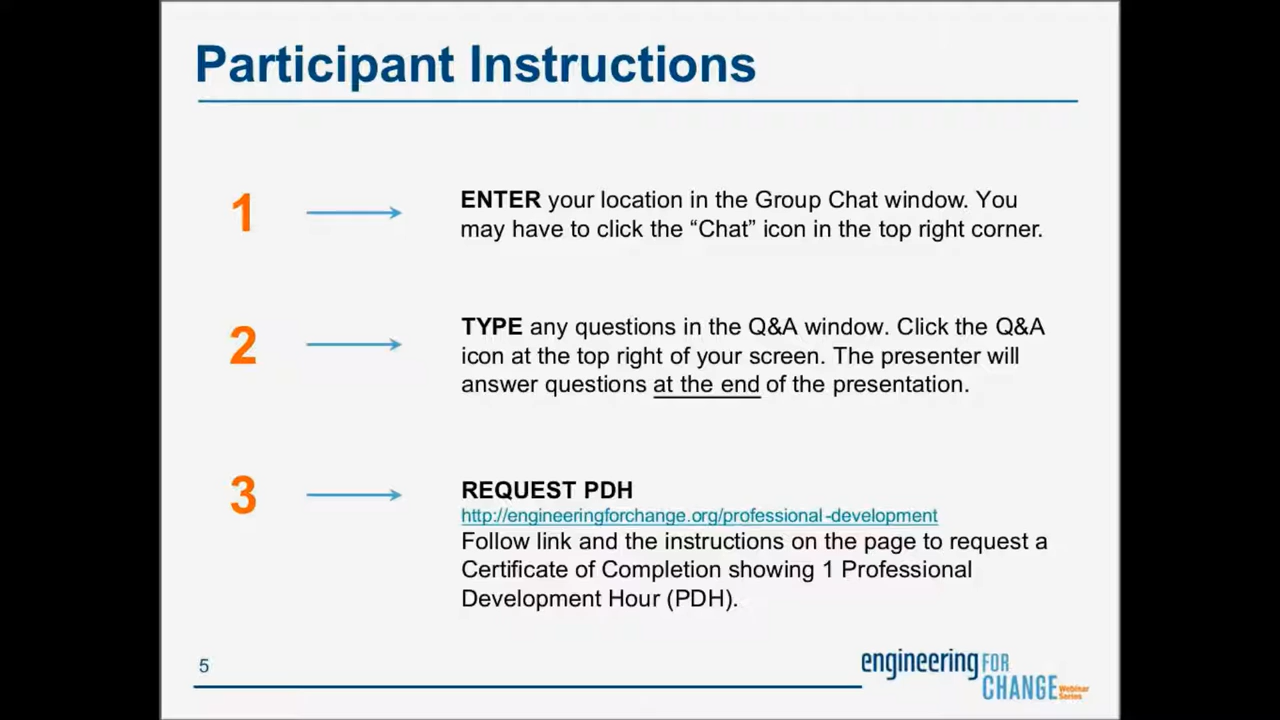 Participant Instructions
1
ENTER your location in the Group Chat window. You
may have to click the “Chat” icon in the top right corner.
2
TYPE any questions in the Q&A window. Click the Q&A
icon at the top right of your screen. The presenter will
answer questions at the end of the presentation.
3
REQUEST PDH
http://engineeringforchange.org/professional-development
Follow link and the instructions on the page to request a
Certificate of Completion showing 1 Professional
Development Hour (PDH).
5
engineering FOR
CHANGE Webinar
Series